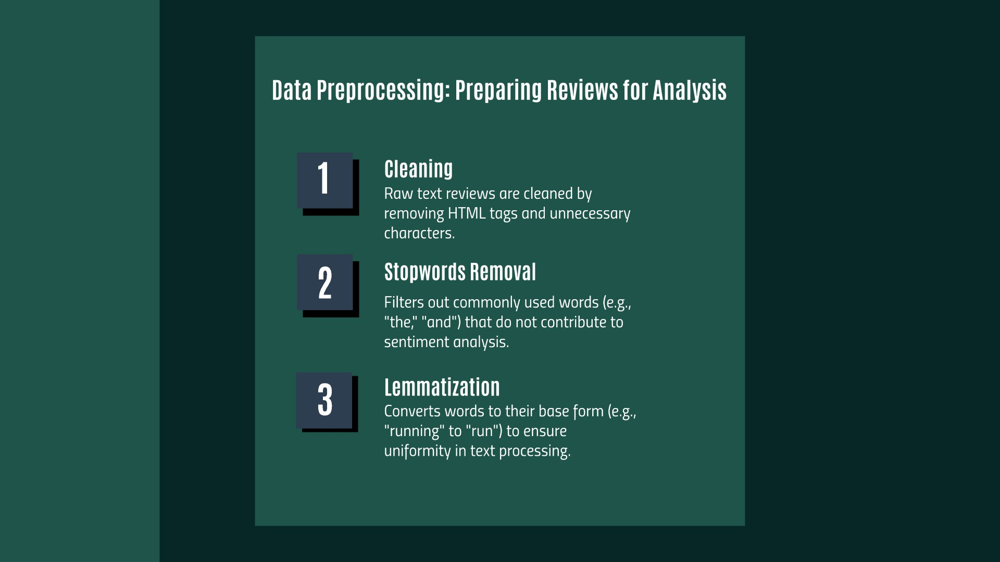 Data Preprocessing: Preparing Reviews for Analysis
1
Cleaning
Raw text reviews are cleaned by
removing HTML tags and unnecessary
characters.
2
Stopwords Removal
Filters out commonly used words (e.g.,
"the," "and") that do not contribute to
sentiment analysis.
3
Lemmatization
Converts words to their base form (e.g.,
"running" to "run") to ensure
uniformity in text processing.